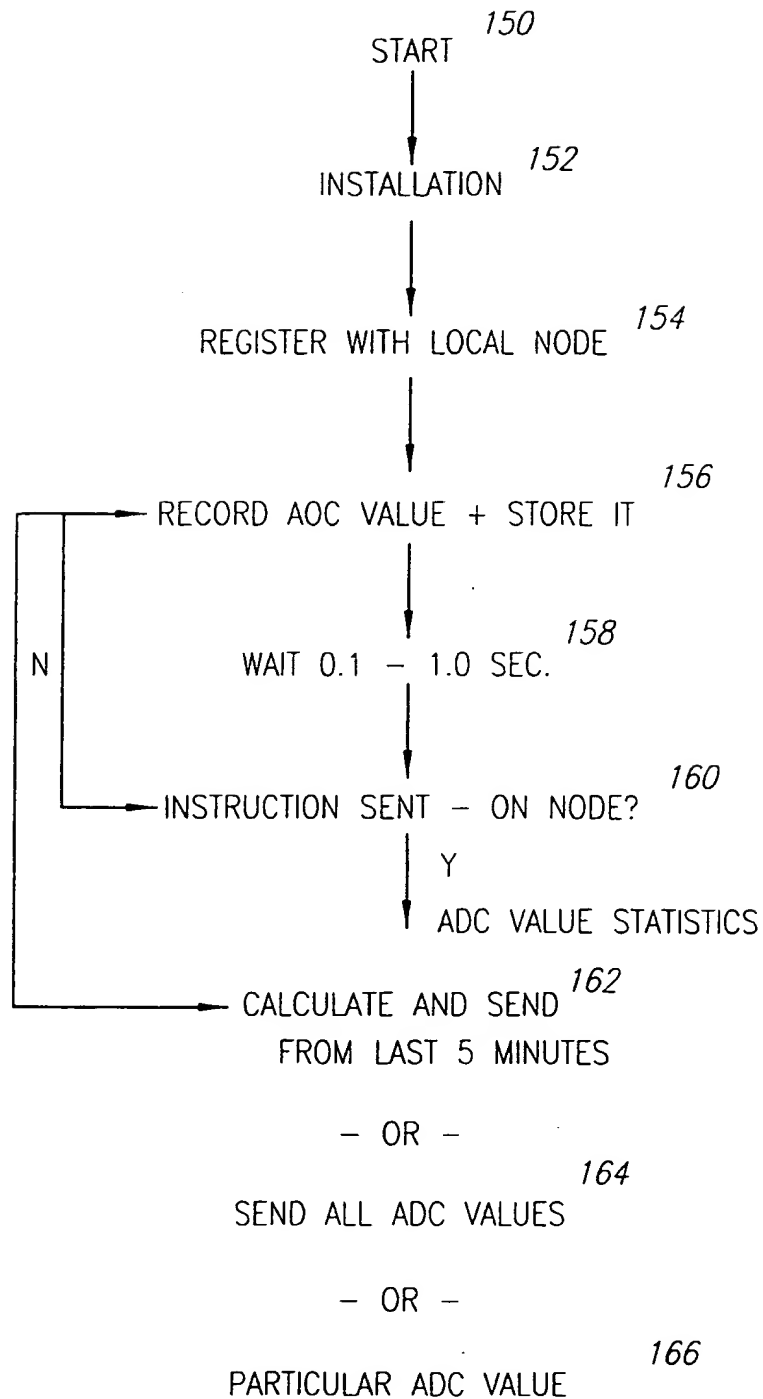 150
START
152
INSTALLATION
154
REGISTER WITH LOCAL NODE
156
RECORD AOC VALUE + STORE IT
158
N
WAIT 0.1 – 1.0 SEC.
160
INSTRUCTION SENT – ON NODE?
Y
ADC VALUE STATISTICS
162
CALCULATE AND SEND
FROM LAST 5 MINUTES
– OR –
164
SEND ALL ADC VALUES
– OR –
166
PARTICULAR ADC VALUE